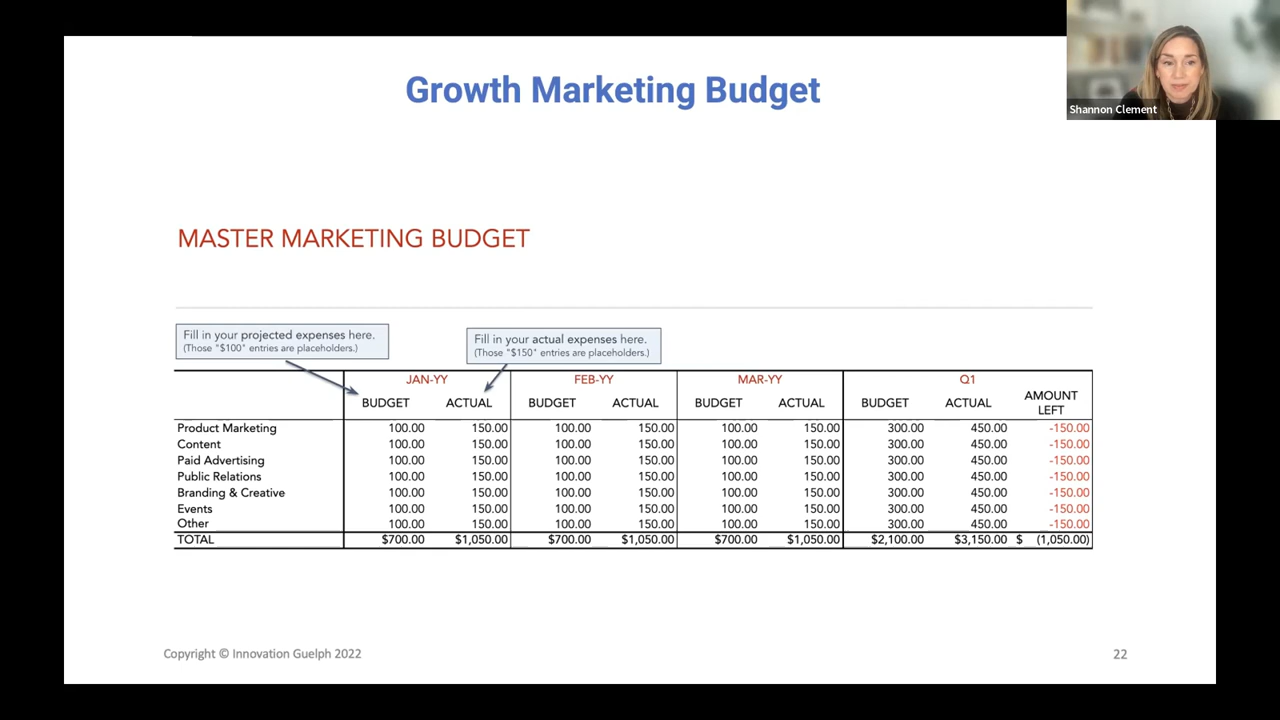 Growth Marketing Budget
Shannon Clement
MASTER MARKETING BUDGET
Fill in your projected expenses here.
(Those "$100" entries are placeholders.)
Fill in your actual expenses here.
(Those "$150" entries are placeholders.)
JAN-YY FEB-YY MAR-YY Q1
BUDGET ACTUAL BUDGET ACTUAL BUDGET ACTUAL BUDGET ACTUAL AMOUNT LEFT
Product Marketing 100.00 150.00 100.00 150.00 100.00 150.00 300.00 450.00 -150.00
Content 100.00 150.00 100.00 150.00 100.00 150.00 300.00 450.00 -150.00
Paid Advertising 100.00 150.00 100.00 150.00 100.00 150.00 300.00 450.00 -150.00
Public Relations 100.00 150.00 100.00 150.00 100.00 150.00 300.00 450.00 -150.00
Branding & Creative 100.00 150.00 100.00 150.00 100.00 150.00 300.00 450.00 -150.00
Events 100.00 150.00 100.00 150.00 100.00 150.00 300.00 450.00 -150.00
Other 100.00 150.00 100.00 150.00 100.00 150.00 300.00 450.00 -150.00
TOTAL $700.00 $1,050.00 $700.00 $1,050.00 $700.00 $1,050.00 $2,100.00 $3,150.00 $ (1,050.00)
Copyright © Innovation Guelph 2022
22